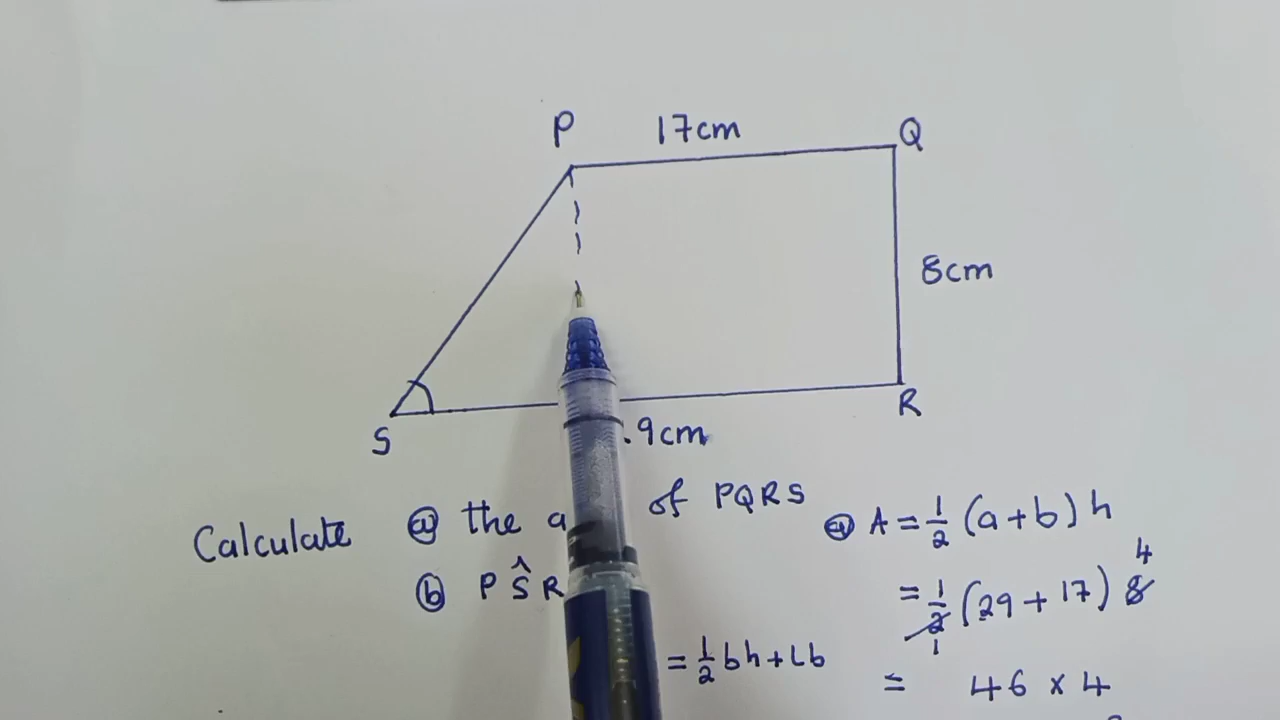 P 17cm Q
8cm
S R
.9cm
Calculate ⓐ the a of PQRS
ⓑ PŜR
= 1/2 bh + Lb
ⓐ A = 1/2 (a + b) h
= 1/2 (29 + 17) 8 4
1
= 46 × 4